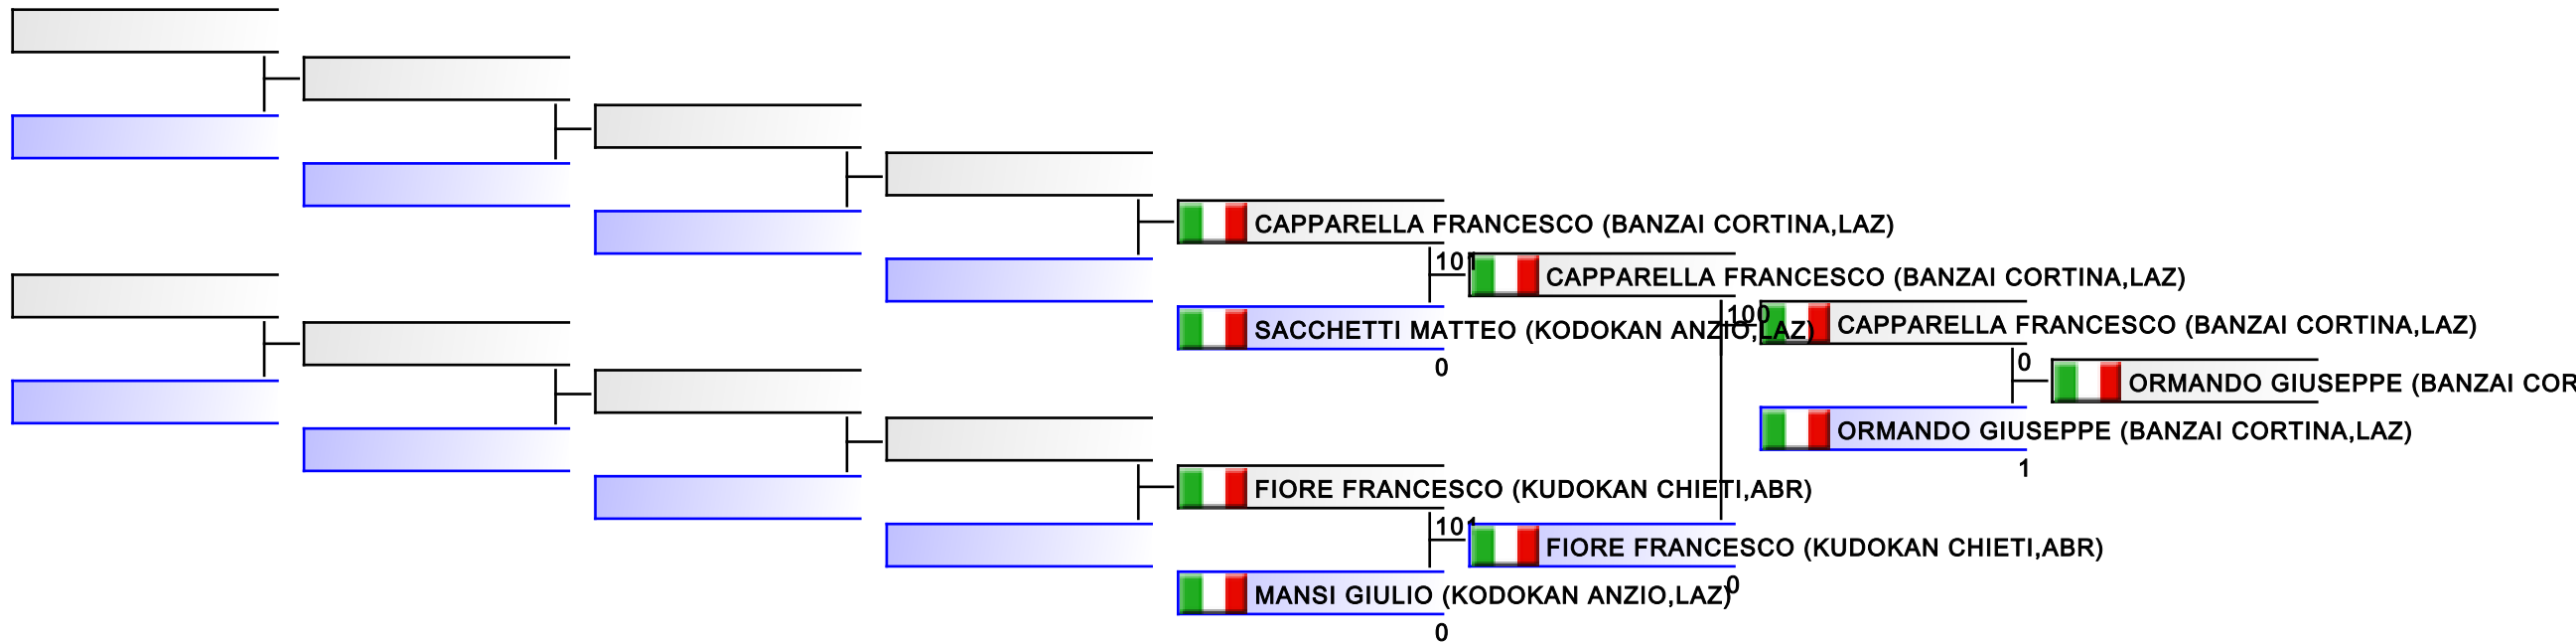 CAPPARELLA FRANCESCO (BANZAI CORTINA,LAZ)
101
CAPPARELLA FRANCESCO (BANZAI CORTINA,LAZ)
SACCHETTI MATTEO (KODOKAN ANZIO,LAZ)
0
100
CAPPARELLA FRANCESCO (BANZAI CORTINA,LAZ)
0
ORMANDO GIUSEPPE (BANZAI COR
ORMANDO GIUSEPPE (BANZAI CORTINA,LAZ)
1
FIORE FRANCESCO (KUDOKAN CHIETI,ABR)
101
FIORE FRANCESCO (KUDOKAN CHIETI,ABR)
0
MANSI GIULIO (KODOKAN ANZIO,LAZ)
0